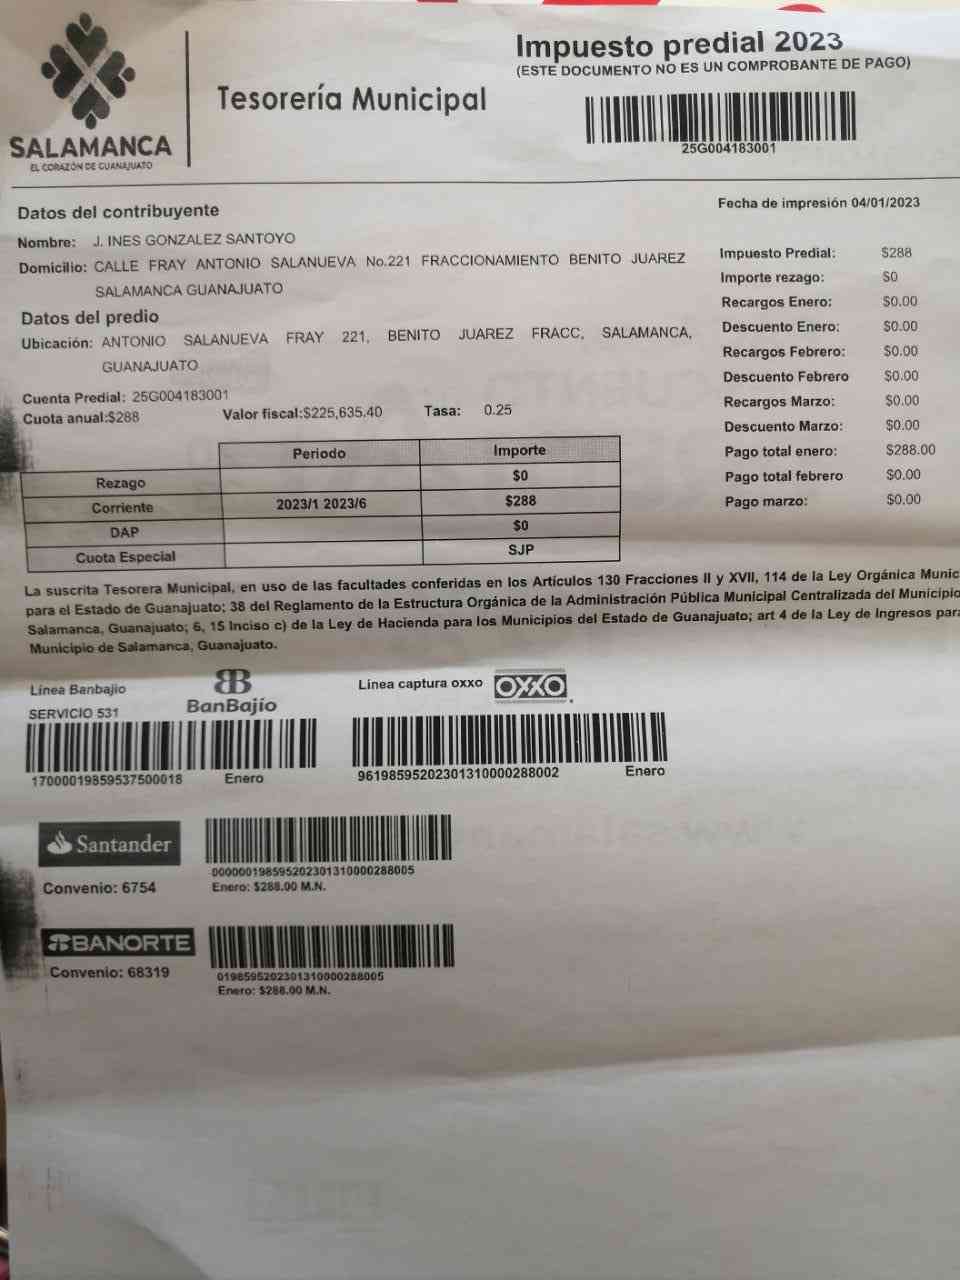 Impuesto predial 2023
(ESTE DOCUMENTO NO ES UN COMPROBANTE DE PAGO)
Tesorería Municipal
SALAMANCA
EL CORAZÓN DE GUANAJUATO
25G004183001
Datos del contribuyente
Nombre: J. INES GONZALEZ SANTOYO
Domicilio: CALLE FRAY ANTONIO SALANUEVA No.221 FRACCIONAMIENTO BENITO JUAREZ
SALAMANCA GUANAJUATO
Datos del predio
Ubicación: ANTONIO SALANUEVA FRAY 221, BENITO JUAREZ FRACC, SALAMANCA,
GUANAJUATO
Cuenta Predial: 25G004183001
Cuota anual:$288 Valor fiscal:$225,635.40 Tasa: 0.25
Fecha de impresión 04/01/2023
Impuesto Predial: $288
Importe rezago: $0
Recargos Enero: $0.00
Descuento Enero: $0.00
Recargos Febrero: $0.00
Descuento Febrero $0.00
Recargos Marzo: $0.00
Descuento Marzo: $0.00
Pago total enero: $288.00
Pago total febrero $0.00
Pago marzo: $0.00
Periodo Importe
Rezago $0
Corriente 2023/1 2023/6 $288
DAP $0
Cuota Especial SJP
La suscrita Tesorera Municipal, en uso de las facultades conferidas en los Artículos 130 Fracciones II y XVII, 114 de la Ley Orgánica Munic
para el Estado de Guanajuato; 38 del Reglamento de la Estructura Orgánica de la Administración Pública Municipal Centralizada del Municipio
Salamanca, Guanajuato; 6, 15 Inciso c) de la Ley de Hacienda para los Municipios del Estado de Guanajuato; art 4 de la Ley de Ingresos para
Municipio de Salamanca, Guanajuato.
Línea Banbajio
SERVICIO 531
BanBajío
17000019859537500018 Enero
Linea captura oxxo OXXO
96198595202301310000288002 Enero
Santander
Convenio: 6754
000000198595202301310000288005
Enero: $288.00 M.N.
BANORTE
Convenio: 68319
0198595202301310000288005
Enero: $288.00 M.N.